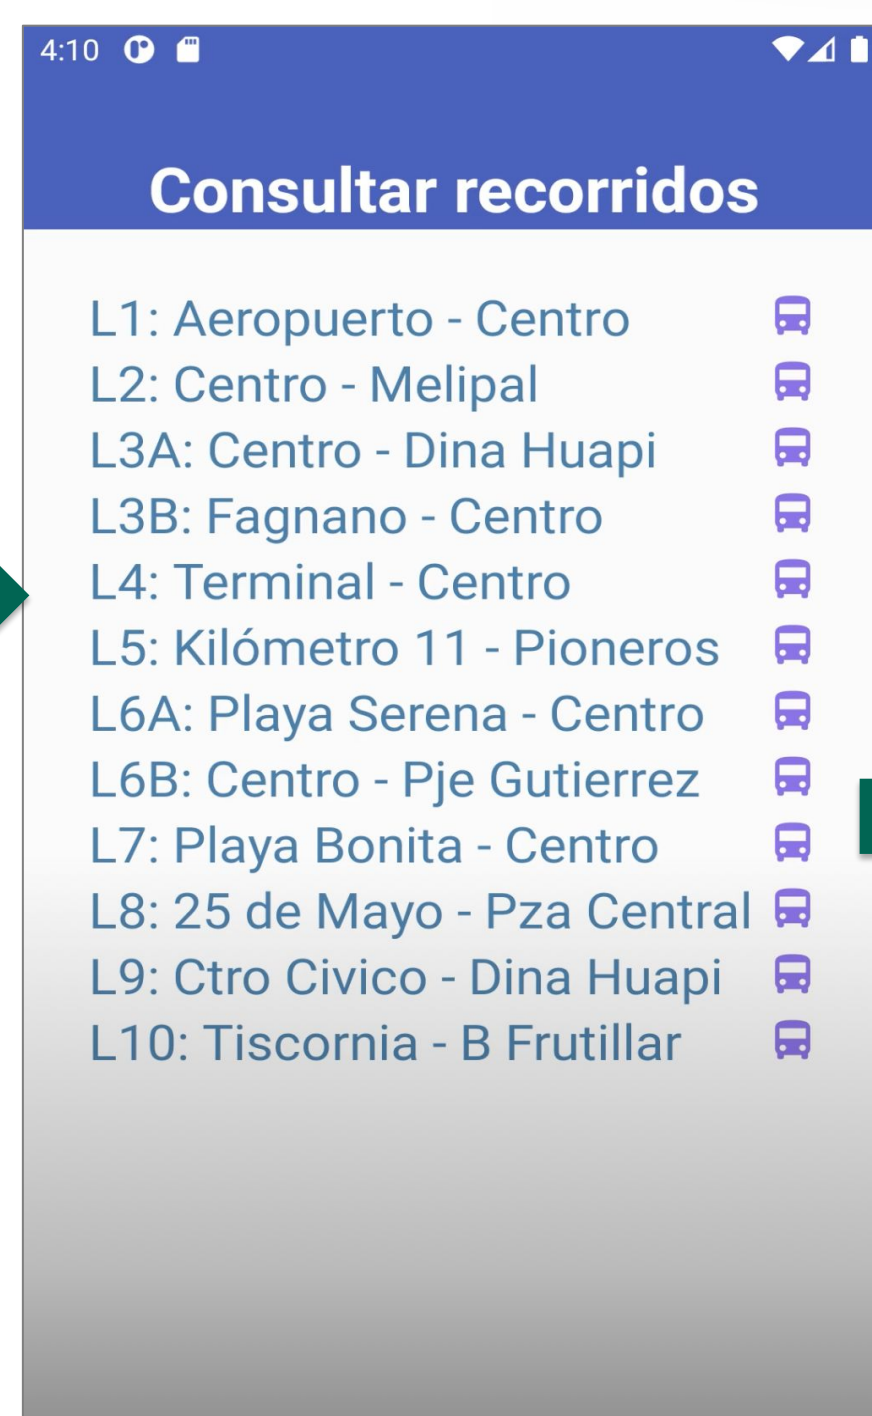 4:10
Consultar recorridos
L1: Aeropuerto - Centro
L2: Centro - Melipal
L3A: Centro - Dina Huapi
L3B: Fagnano - Centro
L4: Terminal - Centro
L5: Kilómetro 11 - Pioneros
L6A: Playa Serena - Centro
L6B: Centro - Pje Gutierrez
L7: Playa Bonita - Centro
L8: 25 de Mayo - Pza Central
L9: Ctro Civico - Dina Huapi
L10: Tiscornia - B Frutillar